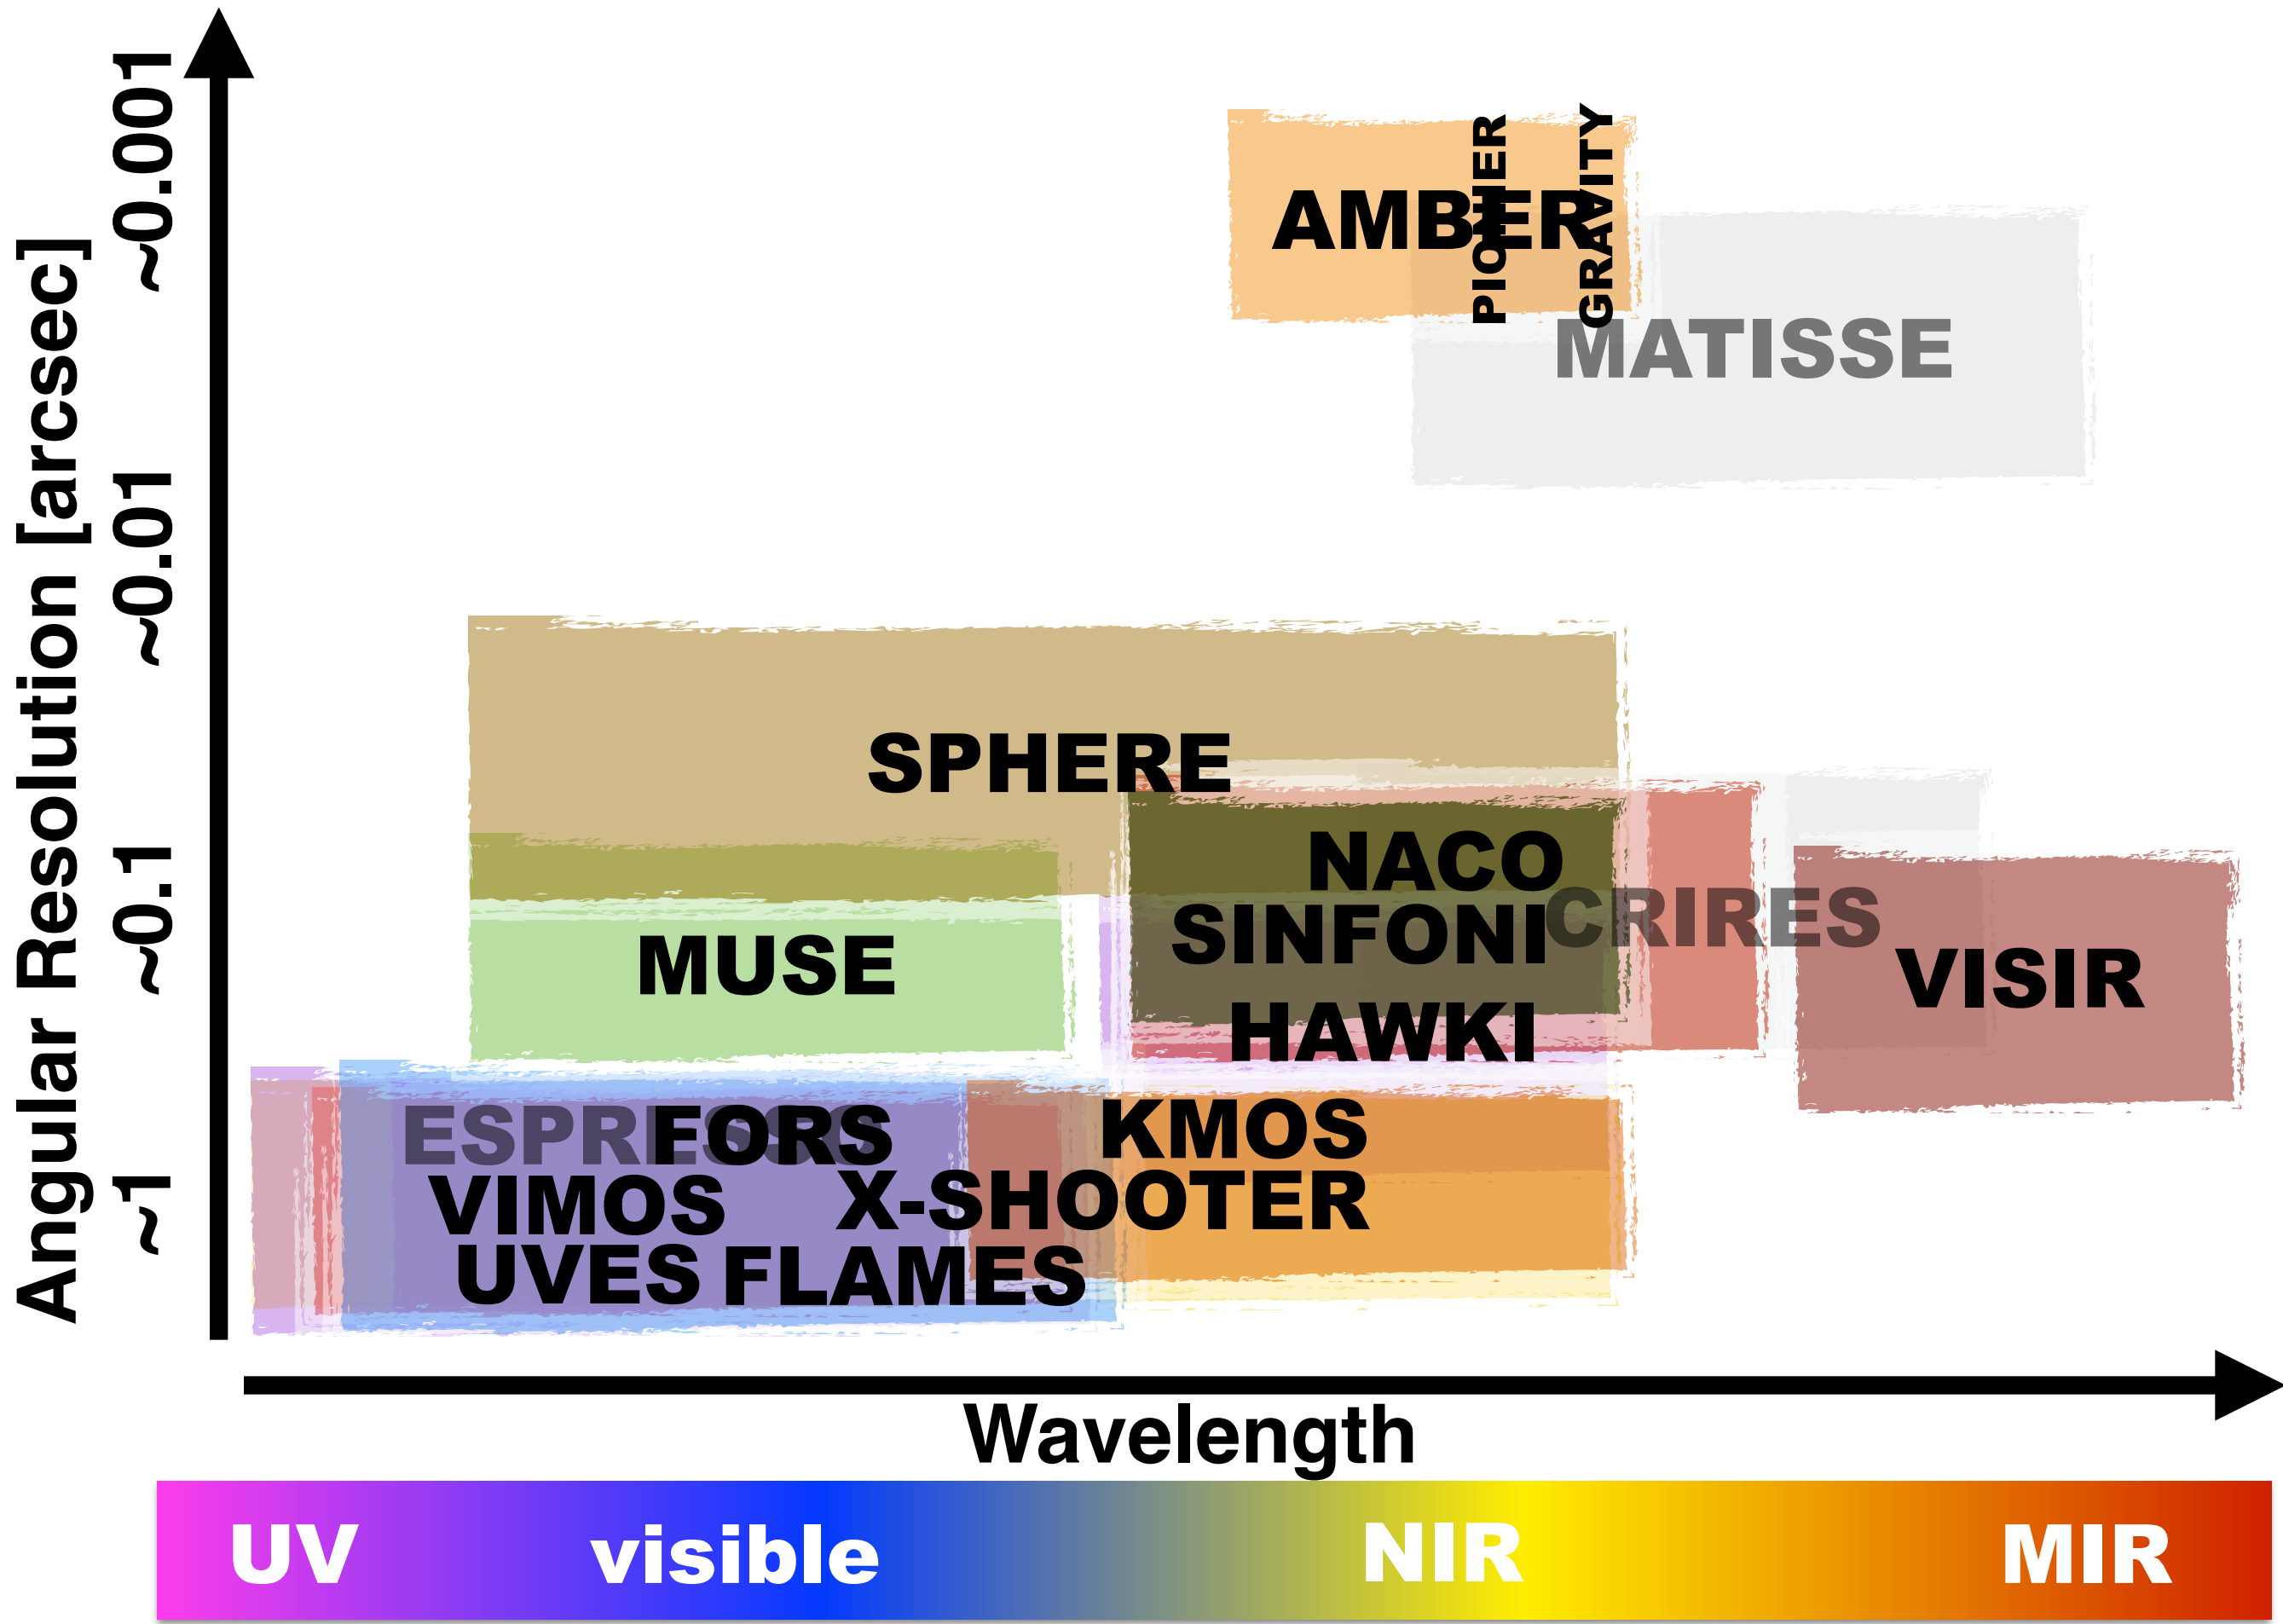 Angular Resolution [arcsec]
~0.001
~0.01
~0.1
~1
AMBER
PIONIER
GRAVITY
MATISSE
SPHERE
NACO
SINFONI
CRIRES
HAWKI
VISIR
MUSE
ESPRESSO
FORS
KMOS
VIMOS
X-SHOOTER
UVES
FLAMES
Wavelength
UV
visible
NIR
MIR